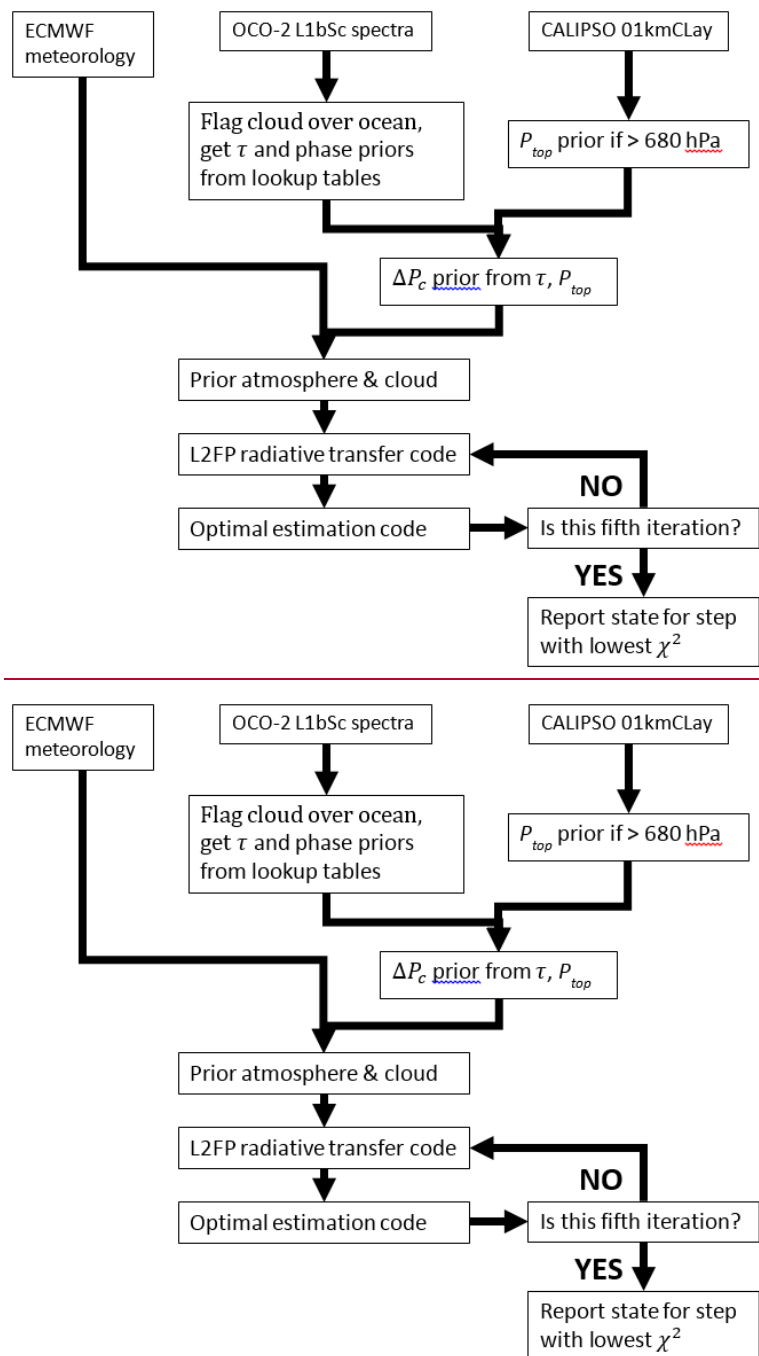 ECMWF
meteorology
OCO-2 L1bSc spectra
CALIPSO 01kmCLay
Flag cloud over ocean,
get τ and phase priors
from lookup tables
P_top prior if > 680 hPa
ΔP_c prior from τ, P_top
Prior atmosphere & cloud
L2FP radiative transfer code
NO
Optimal estimation code
Is this fifth iteration?
YES
Report state for step
with lowest χ²
ECMWF
meteorology
OCO-2 L1bSc spectra
CALIPSO 01kmCLay
Flag cloud over ocean,
get τ and phase priors
from lookup tables
P_top prior if > 680 hPa
ΔP_c prior from τ, P_top
Prior atmosphere & cloud
L2FP radiative transfer code
NO
Optimal estimation code
Is this fifth iteration?
YES
Report state for step
with lowest χ²